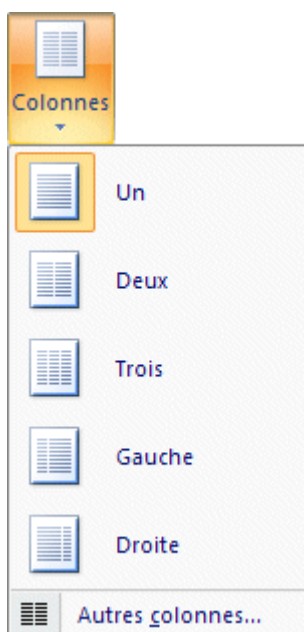 Colonnes
Un
Deux
Trois
Gauche
Droite
Autres colonnes...